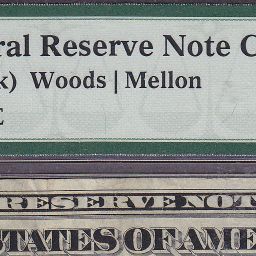 ral Reserve Note C
k) Woods | Mellon
E
RESERVE NOT
STATES OF AME